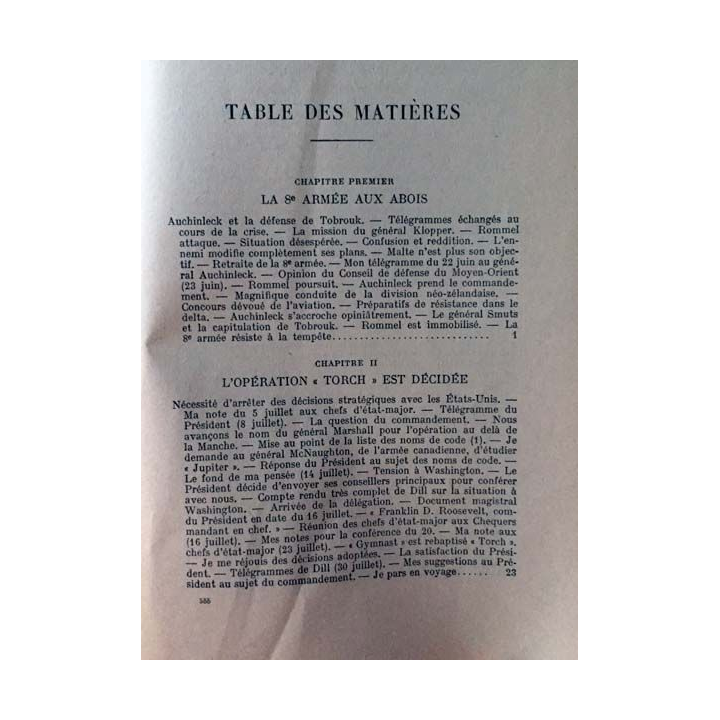 TABLE DES MATIÈRES
CHAPITRE PREMIER
LA 8e ARMÉE AUX ABOIS
Auchinleck et la défense de Tobrouk. — Télégrammes échangés au
cours de la crise. — La mission du général Klopper. — Rommel
attaque. — Situation désespérée. — Confusion et reddition. — L'en-
nemi modifie complètement ses plans. — Malte n'est plus son objec-
tif. — Retraite de la 8e armée. — Mon télégramme du 22 juin au géné-
ral Auchinleck. — Opinion du Conseil de défense du Moyen-Orient
(23 juin). — Rommel poursuit. — Auchinleck prend le commande-
ment. — Magnifique conduite de la division néo-zélandaise. —
Concours dévoué de l'aviation. — Préparatifs de résistance dans le
delta. — Auchinleck s'accroche opiniâtrement. — Le général Smuts
et la capitulation de Tobrouk. — Rommel est immobilisé. — La
8e armée résiste à la tempête............................ 1
CHAPITRE II
L'OPÉRATION « TORCH » EST DÉCIDÉE
Nécessité d'arrêter des décisions stratégiques avec les États-Unis. —
Ma note du 5 juillet aux chefs d'état-major. — Télégramme du
Président (8 juillet). — La question du commandement. — Nous
avançons le nom du général Marshall pour l'opération au delà de
la Manche. — Mise au point de la liste des noms de code (1). — Je
demande au général McNaughton, de l'armée canadienne, d'étudier
« Jupiter ». — Réponse du Président au sujet des noms de code. —
Le fond de ma pensée (14 juillet). — Tension à Washington. — Le
Président décide d'envoyer ses conseillers principaux pour conférer
avec nous. — Compte rendu très complet de Dill sur la situation à
Washington. — Arrivée de la délégation. — Document magistral
du Président en date du 16 juillet. — « Franklin D. Roosevelt, com-
mandant en chef. » — Réunion des chefs d'état-major aux Chequers
(16 juillet). — Mes notes pour la conférence du 20. — Ma note aux
chefs d'état-major (23 juillet). — « Gymnast » est rebaptisé « Torch ».
— Je me réjouis des décisions adoptées. — La satisfaction du Prési-
dent. — Télégrammes de Dill (30 juillet). — Mes suggestions au Pré-
sident au sujet du commandement. — Je pars en voyage...... 23